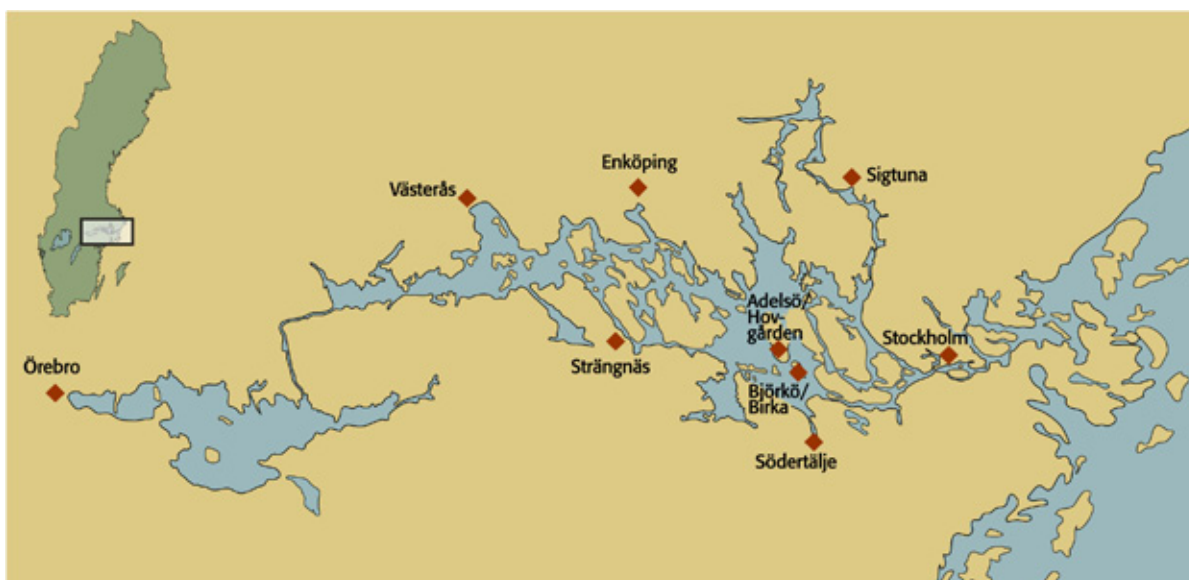 Enköping
Sigtuna
Västerås
Adelsö/
Hov-
gården
Stockholm
Strängnäs
Örebro
Björkö/
Birka
Södertälje